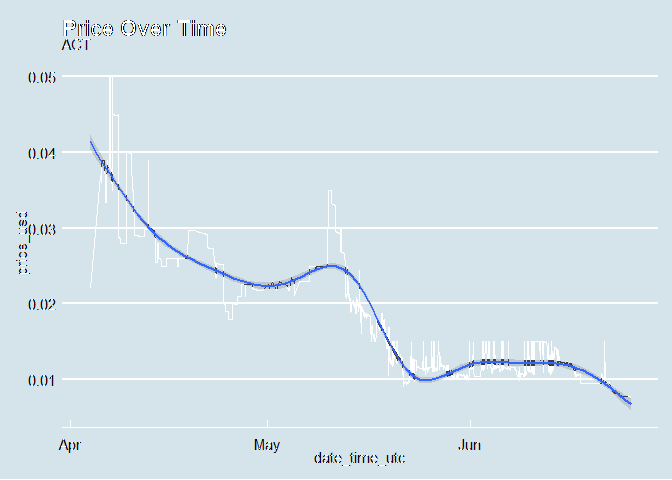 Price Over Time
ACT
0.05
0.04
0.03
price_usd
0.02
0.01
Apr
May
Jun
date_time_utc